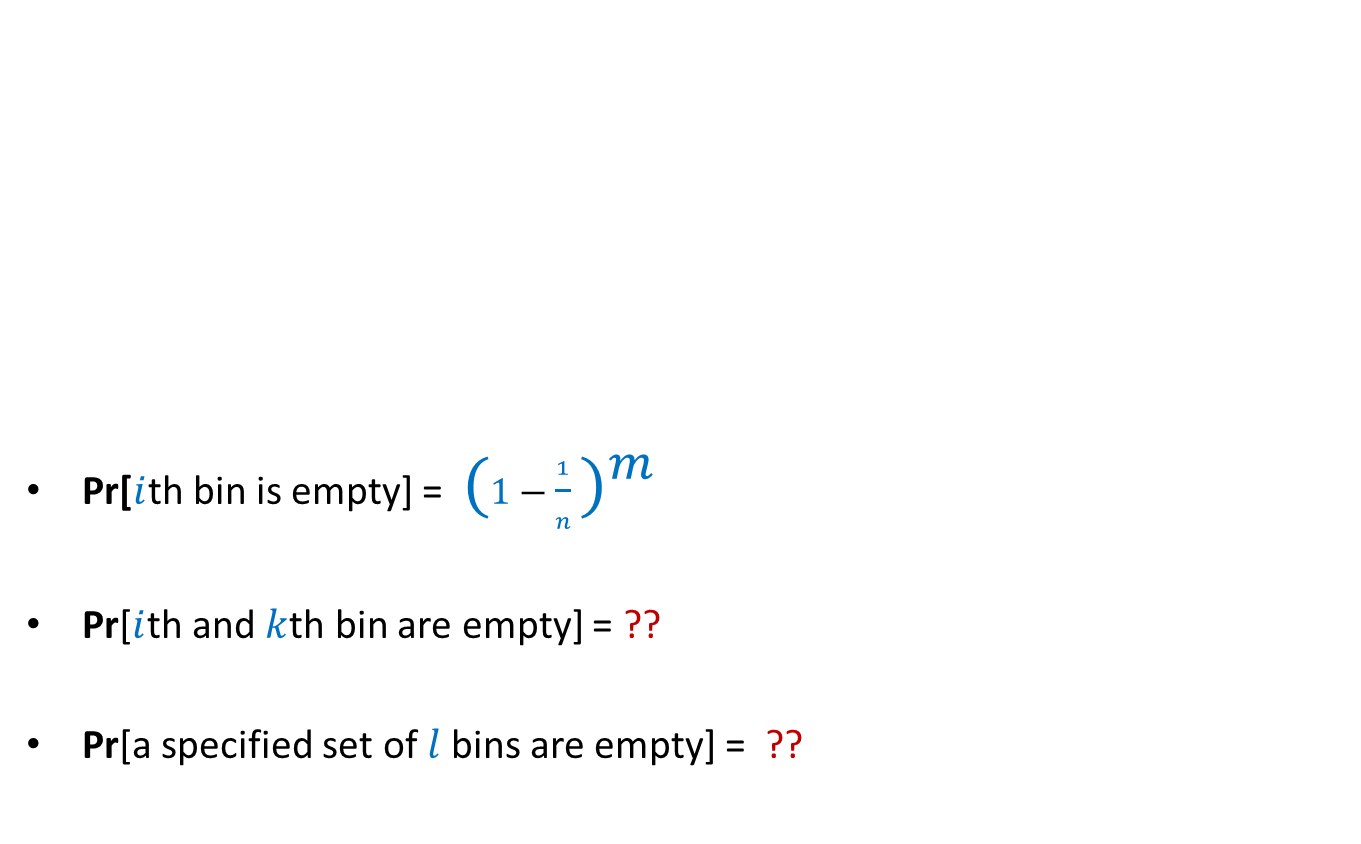 • Pr[ith bin is empty] = (1 − 1/n)^m
• Pr[ith and kth bin are empty] = ??
• Pr[a specified set of l bins are empty] = ??